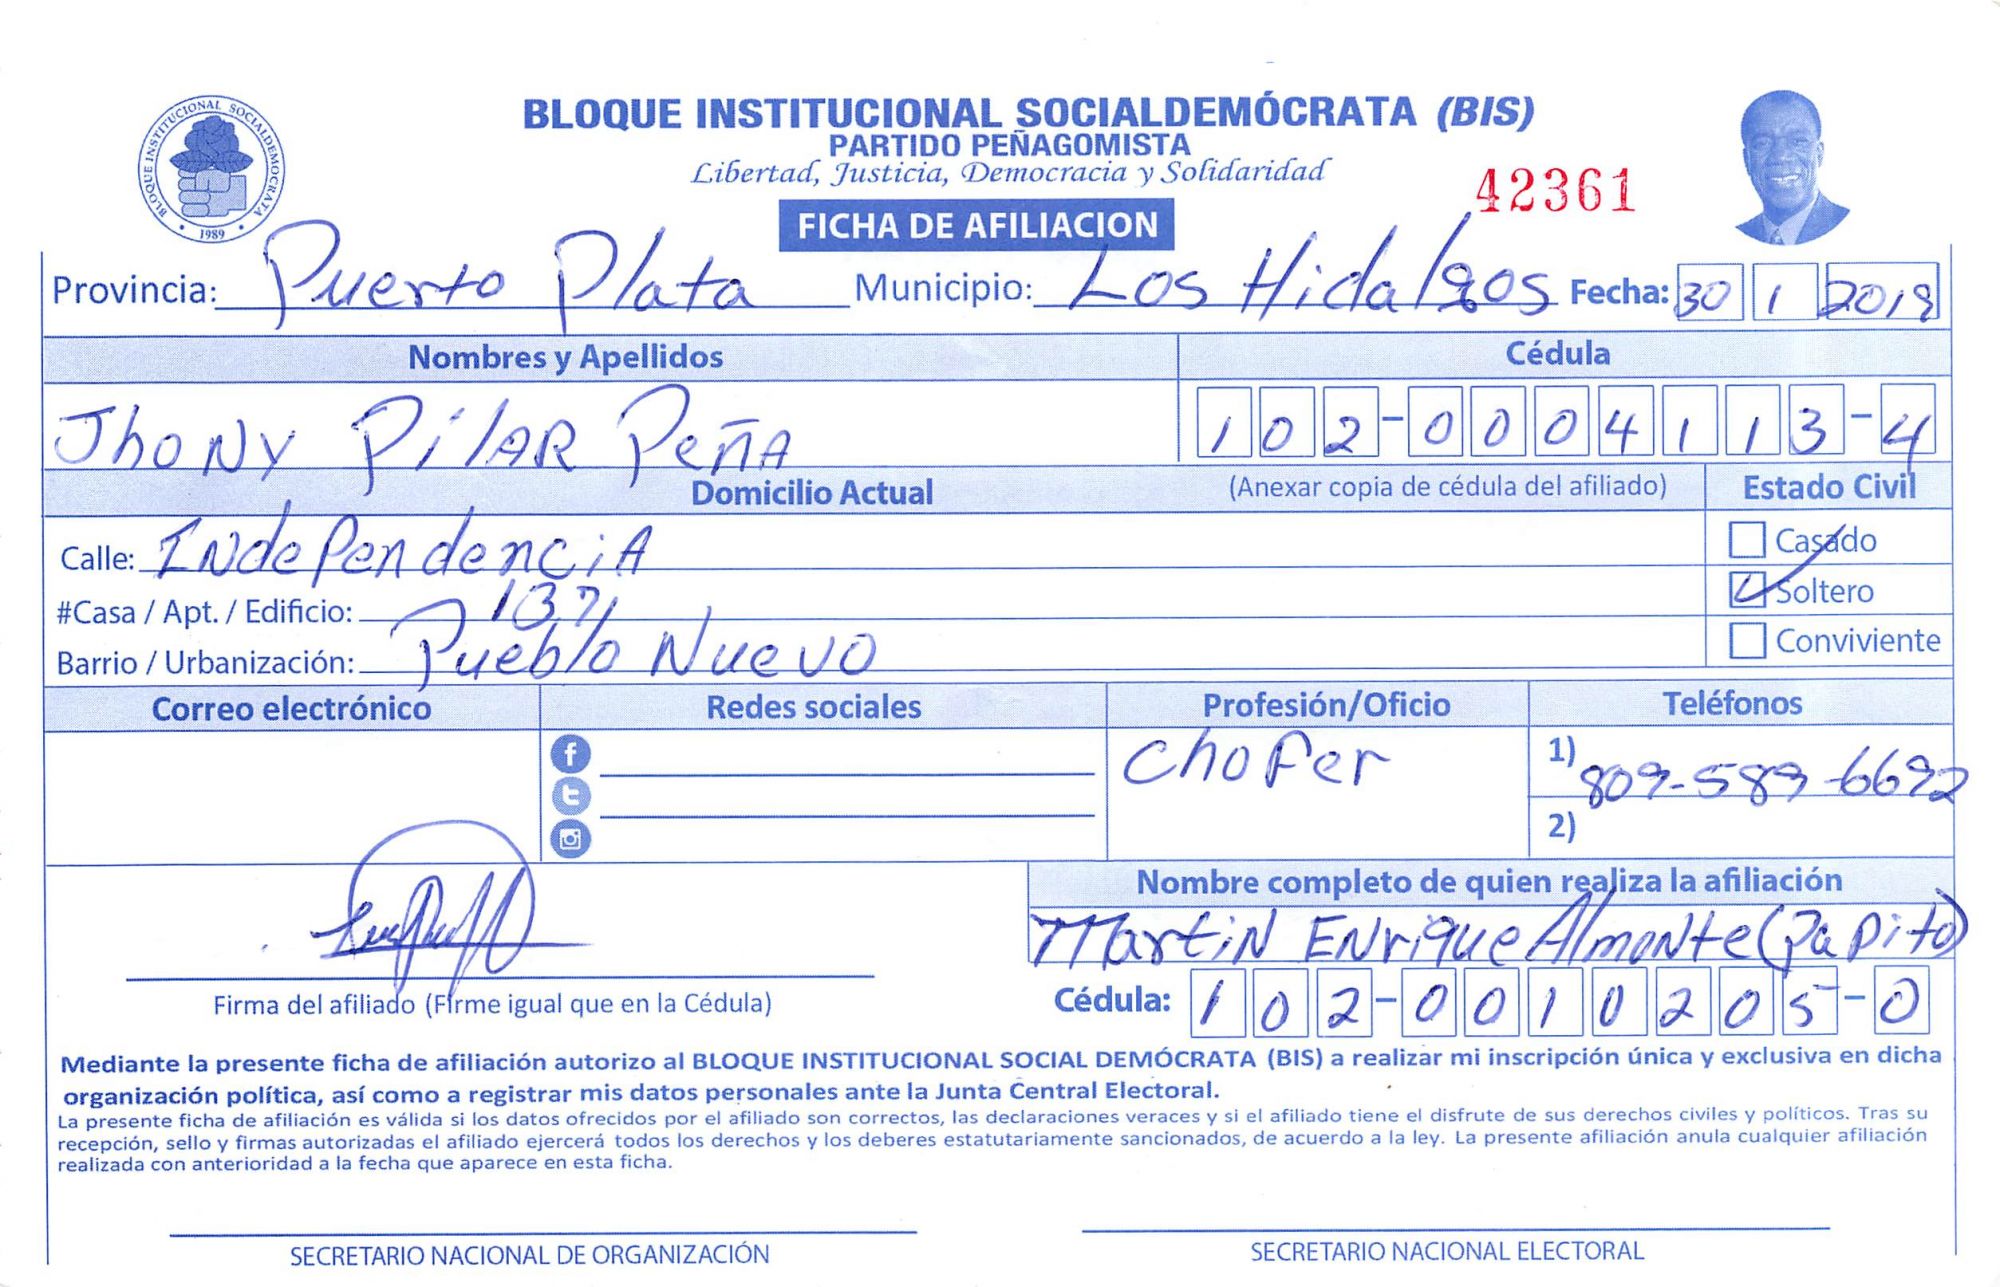 BLOQUE INSTITUCIONAL SOCIALDEMOCRATA
1989
BLOQUE INSTITUCIONAL SOCIALDEMÓCRATA (BIS)
PARTIDO PEÑAGOMISTA
Libertad, Justicia, Democracia y Solidaridad
42361
FICHA DE AFILIACION
Provincia: Puerto Plata Municipio: Los Hidalgos Fecha: 30 1 2019
Nombres y Apellidos Cédula
Jhony Pilar Peña 102-0004113-4
Domicilio Actual (Anexar copia de cédula del afiliado) Estado Civil
Calle: Independencia Casado
#Casa / Apt. / Edificio: 137 Soltero
Barrio / Urbanización: Pueblo Nuevo Conviviente
Correo electrónico Redes sociales Profesión/Oficio Teléfonos
Chofer 1) 809-589-6692
2)
Nombre completo de quien realiza la afiliación
Martin Enrique Almonte (Papito)
Firma del afiliado (Firme igual que en la Cédula) Cédula: 102-0010205-0
Mediante la presente ficha de afiliación autorizo al BLOQUE INSTITUCIONAL SOCIAL DEMÓCRATA (BIS) a realizar mi inscripción única y exclusiva en dicha
organización política, así como a registrar mis datos personales ante la Junta Central Electoral.
La presente ficha de afiliación es válida si los datos ofrecidos por el afiliado son correctos, las declaraciones veraces y si el afiliado tiene el disfrute de sus derechos civiles y políticos. Tras su
recepción, sello y firmas autorizadas el afiliado ejercerá todos los derechos y los deberes estatutariamente sancionados, de acuerdo a la ley. La presente afiliación anula cualquier afiliación
realizada con anterioridad a la fecha que aparece en esta ficha.
SECRETARIO NACIONAL DE ORGANIZACIÓN SECRETARIO NACIONAL ELECTORAL